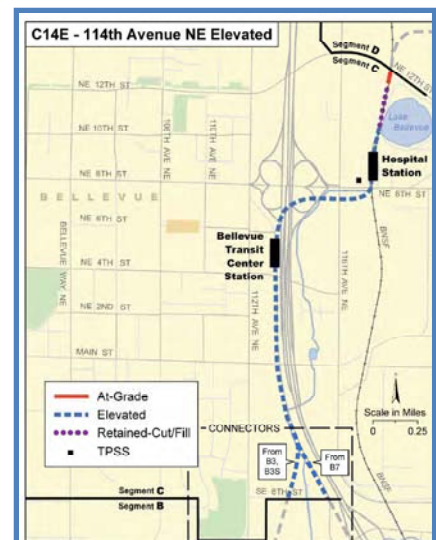 C14E - 114th Avenue NE Elevated
Segment D
Segment C
NE 12TH ST
NE 12TH ST
Lake
Bellevue
NE 10TH ST
108TH AVE NE
110TH AVE NE
Hospital
Station
NE 8TH ST
NE 8TH ST
BELLEVUE
BELLEVUE WAY NE
NE 6TH ST
Bellevue
Transit
Center
Station
NE 4TH ST
112TH AVE NE
116TH AVE NE
BNSF
NE 2ND ST
MAIN ST
At-Grade
Elevated
Retained-Cut/Fill
TPSS
Scale in Miles
0 0.25
CONNECTORS
From
B3,
B3S
From
B7
BNSF
SE 8TH ST
Segment C
Segment B